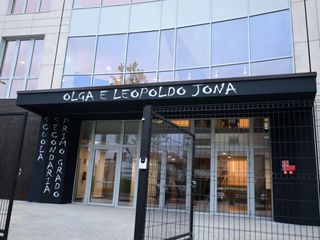 OLGA E LEOPOLDO JONA
SCUOLA
SECONDARIA
PRIMO GRADO